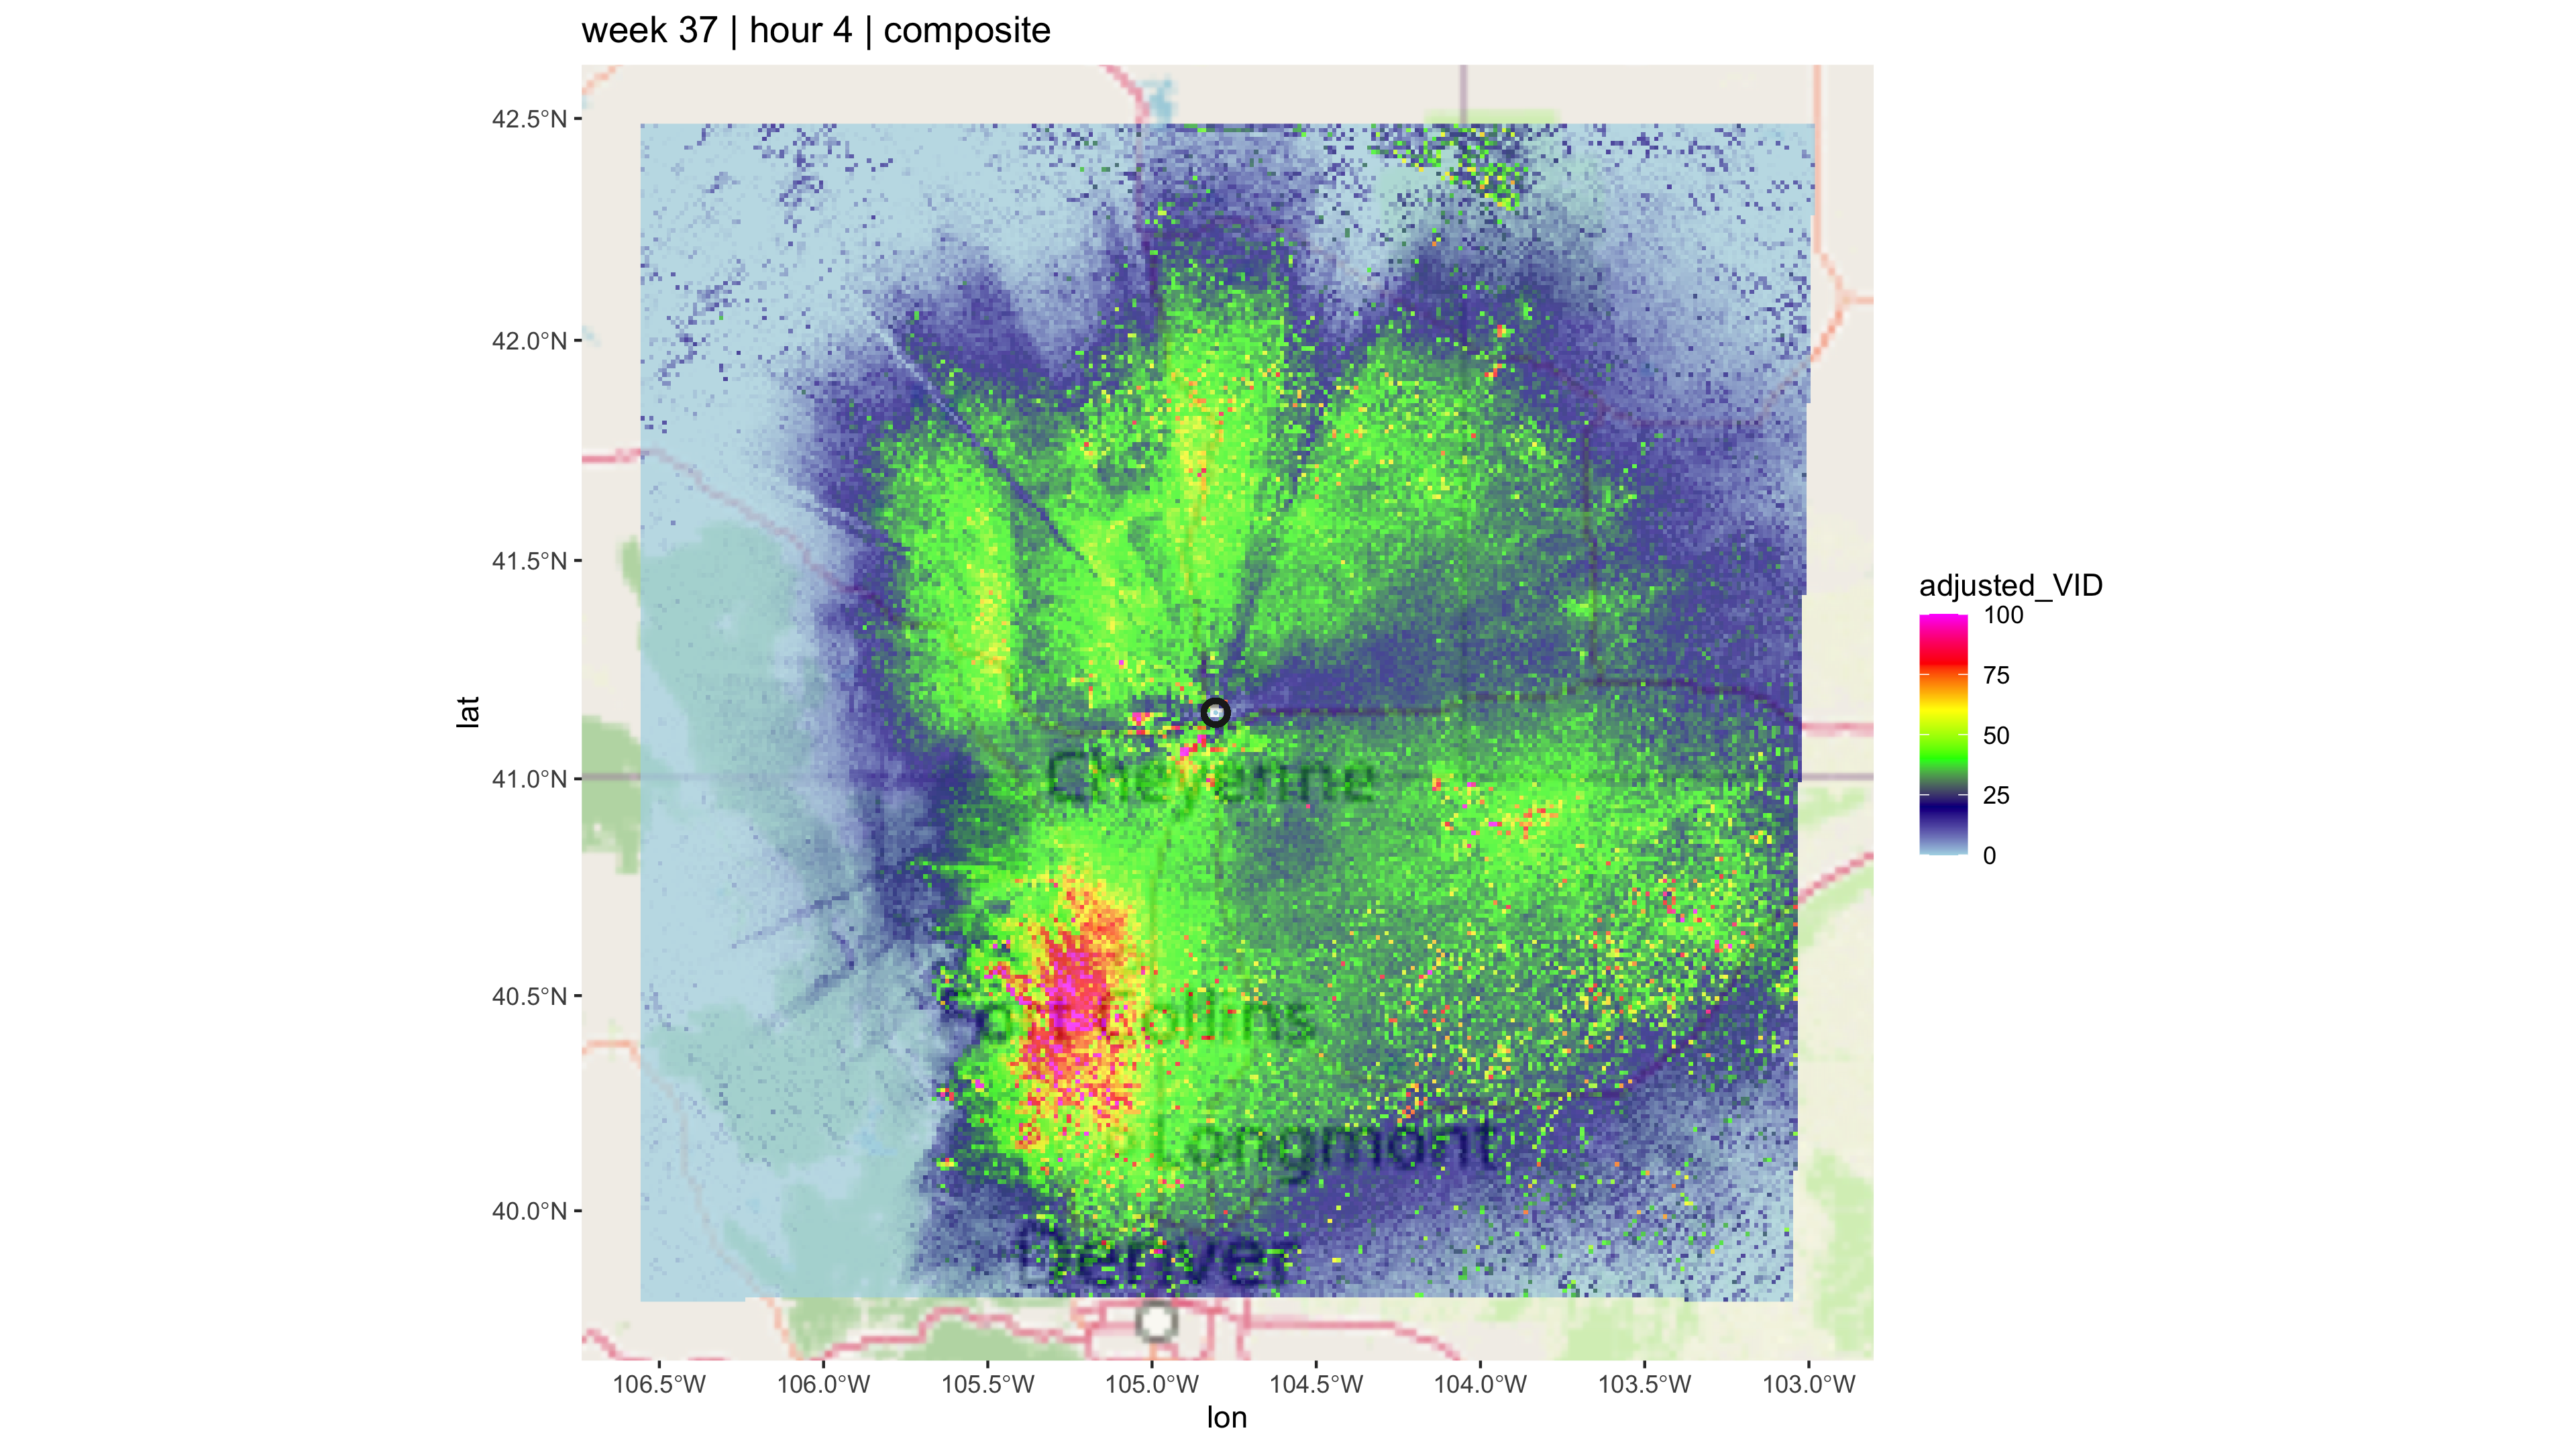 week 37 | hour 4 | composite
42.5°N
42.0°N
41.5°N
41.0°N
40.5°N
40.0°N
lat
Cheyenne
Fort Collins
Longmont
Denver
106.5°W 106.0°W 105.5°W 105.0°W 104.5°W 104.0°W 103.5°W 103.0°W
lon
adjusted_VID
100
75
50
25
0